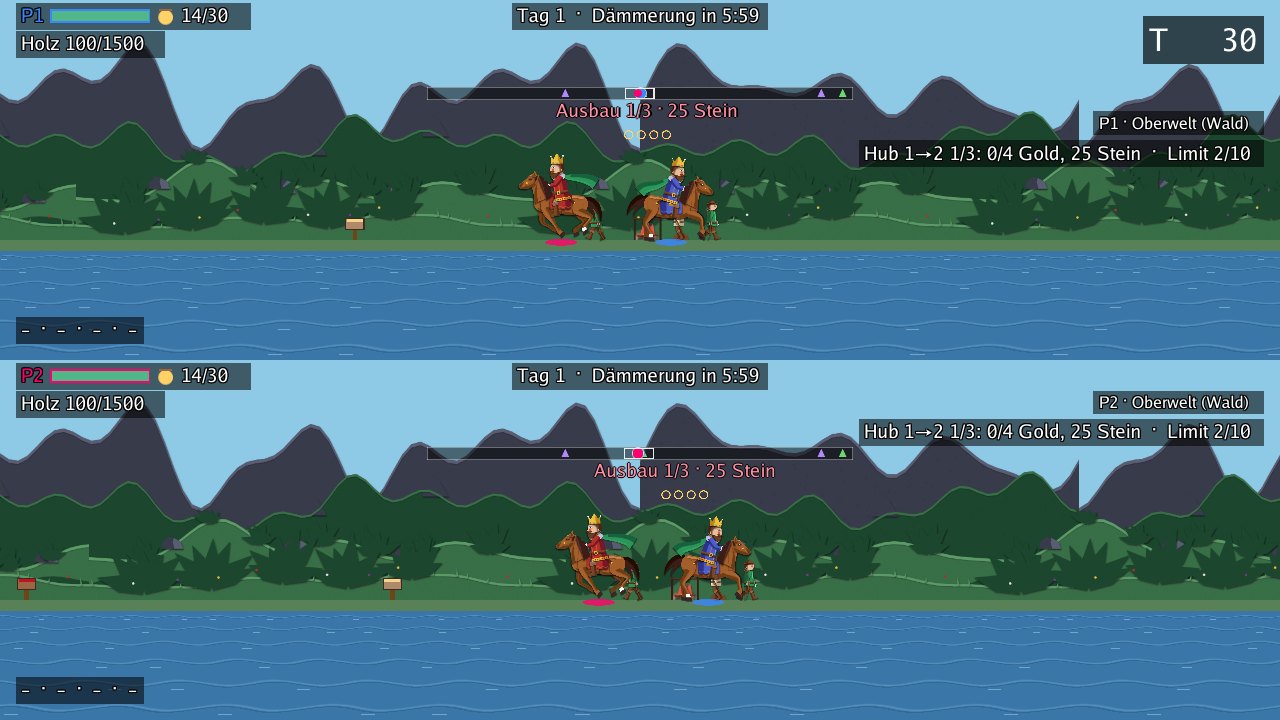 P1 14/30
Tag 1 · Dämmerung in 5:59
T 30
Holz 100/1500
Ausbau 1/3 · 25 Stein
P1 · Oberwelt (Wald)
Hub 1→2 1/3: 0/4 Gold, 25 Stein · Limit 2/10
- · - · - · -
P2 14/30
Tag 1 · Dämmerung in 5:59
Holz 100/1500
P2 · Oberwelt (Wald)
Hub 1→2 1/3: 0/4 Gold, 25 Stein · Limit 2/10
Ausbau 1/3 · 25 Stein
- · - · - · -